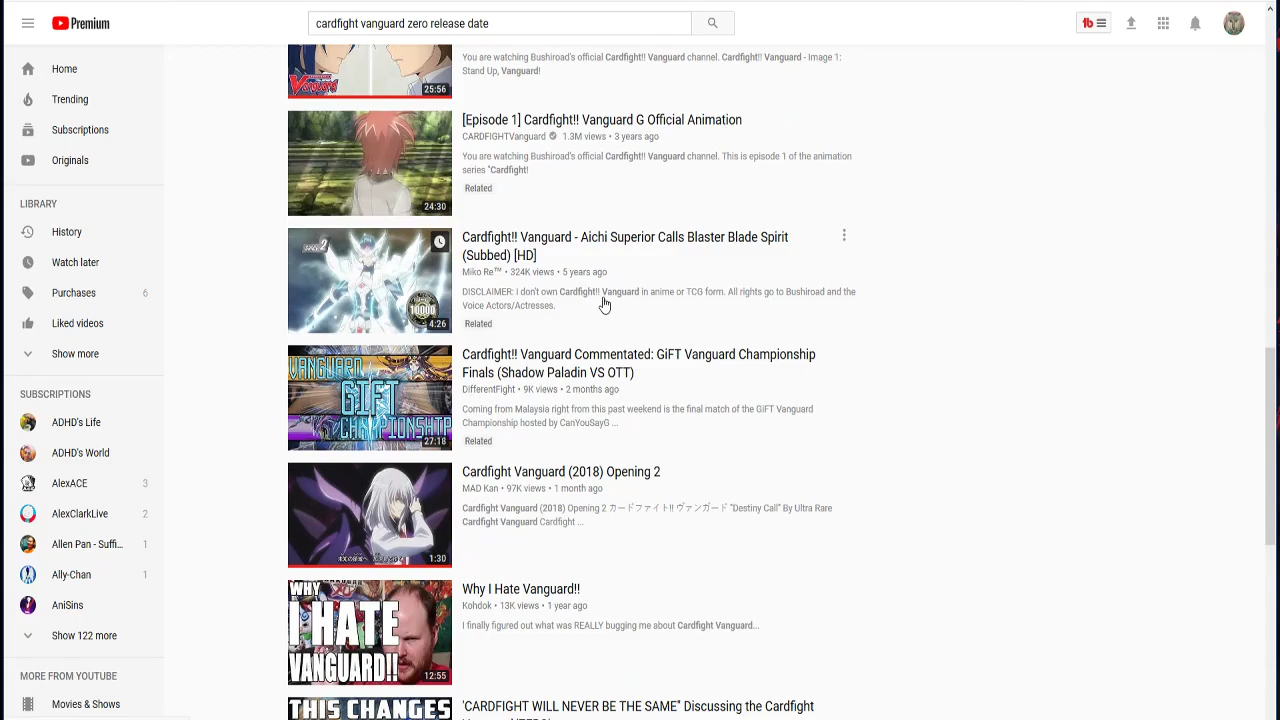 Premium
cardfight vanguard zero release date
Home
Trending
Subscriptions
Originals
LIBRARY
History
Watch later
Purchases 6
Liked videos
Show more
SUBSCRIPTIONS
ADHD's Life
ADHD's World
AlexACE 3
AlexClarkLive 2
Allen Pan - Suffi... 1
Ally-Chan 1
AniSins
Show 122 more
MORE FROM YOUTUBE
Movies & Shows
VANGUARD
25:56
You are watching Bushiroad's official Cardfight!! Vanguard channel. Cardfight!! Vanguard - Image 1:
Stand Up, Vanguard!
24:30
[Episode 1] Cardfight!! Vanguard G Official Animation
CARDFIGHTVanguard 1.3M views • 3 years ago
You are watching Bushiroad's official Cardfight!! Vanguard channel. This is episode 1 of the animation
series "Cardfight!
Related
10000
4:26
Cardfight!! Vanguard - Aichi Superior Calls Blaster Blade Spirit
(Subbed) [HD]
Miko Re™ • 324K views • 5 years ago
DISCLAIMER: I don't own Cardfight!! Vanguard in anime or TCG form. All rights go to Bushiroad and the
Voice Actors/Actresses.
Related
VANGUARD
GIFT
CHAMPIONSHIP
27:18
Cardfight!! Vanguard Commentated: GiFT Vanguard Championship
Finals (Shadow Paladin VS OTT)
DifferentFight • 9K views • 2 months ago
Coming from Malaysia right from this past weekend is the final match of the GiFT Vanguard
Championship hosted by CanYouSayG ...
Related
1:30
Cardfight Vanguard (2018) Opening 2
MAD Kan • 97K views • 1 month ago
Cardfight Vanguard (2018) Opening 2 カードファイト!! ヴァンガード "Destiny Call" By Ultra Rare
Cardfight Vanguard Cardfight ...
WHY
I HATE
VANGUARD!!
12:55
Why I Hate Vanguard!!
Kohdok • 13K views • 1 year ago
I finally figured out what was REALLY bugging me about Cardfight Vanguard...
THIS CHANGES
'CARDFIGHT WILL NEVER BE THE SAME" Discussing the Cardfight